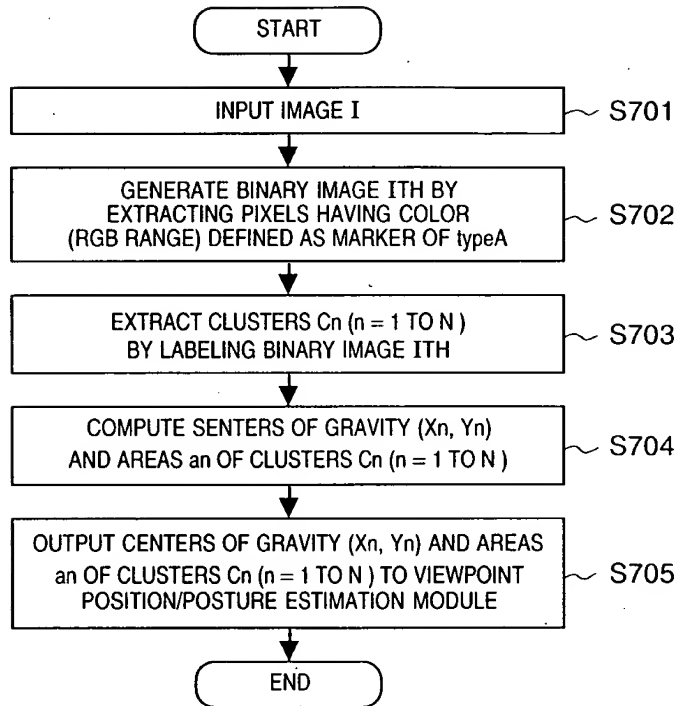 START
INPUT IMAGE I
S701
GENERATE BINARY IMAGE ITH BY
EXTRACTING PIXELS HAVING COLOR
(RGB RANGE) DEFINED AS MARKER OF typeA
S702
EXTRACT CLUSTERS Cn (n = 1 TO N )
BY LABELING BINARY IMAGE ITH
S703
COMPUTE SENTERS OF GRAVITY (Xn, Yn)
AND AREAS an OF CLUSTERS Cn (n = 1 TO N )
S704
OUTPUT CENTERS OF GRAVITY (Xn, Yn) AND AREAS
an OF CLUSTERS Cn (n = 1 TO N ) TO VIEWPOINT
POSITION/POSTURE ESTIMATION MODULE
S705
END